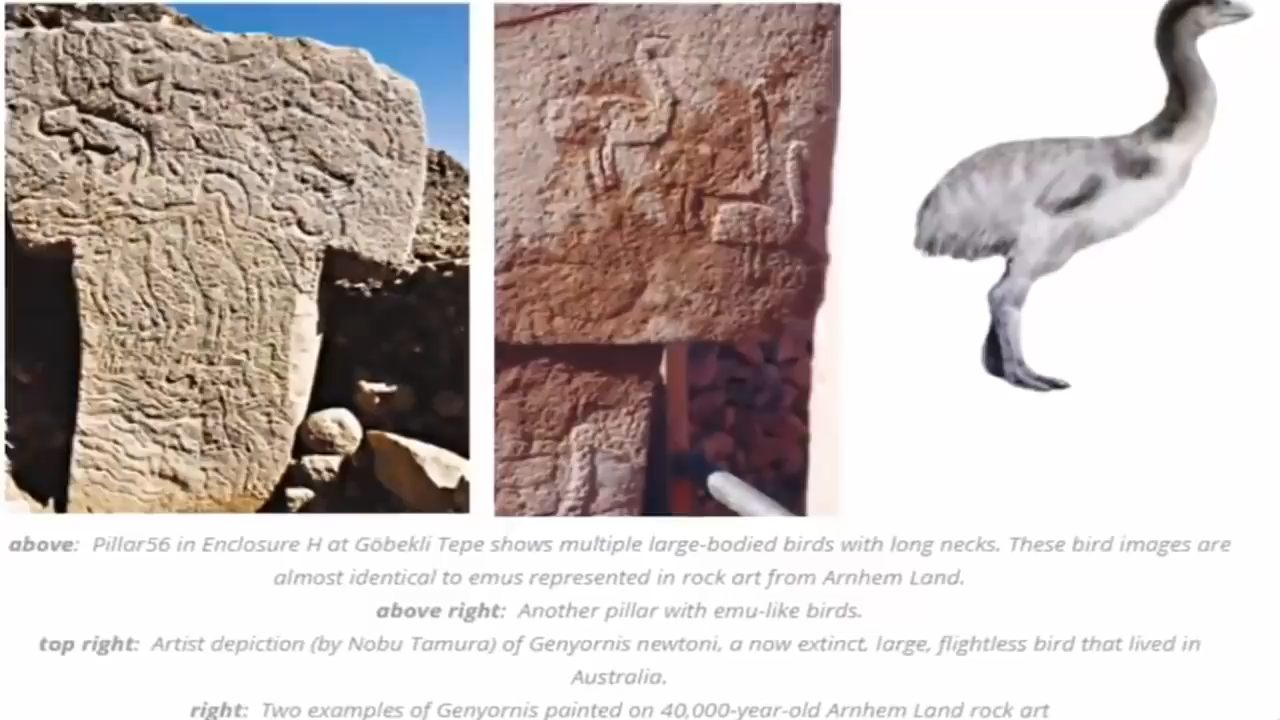 above: Pillar56 in Enclosure H at Göbekli Tepe shows multiple large-bodied birds with long necks. These bird images are
almost identical to emus represented in rock art from Arnhem Land.
above right: Another pillar with emu-like birds.
top right: Artist depiction (by Nobu Tamura) of Genyornis newtoni, a now extinct, large, flightless bird that lived in
Australia.
right: Two examples of Genyornis painted on 40,000-year-old Arnhem Land rock art